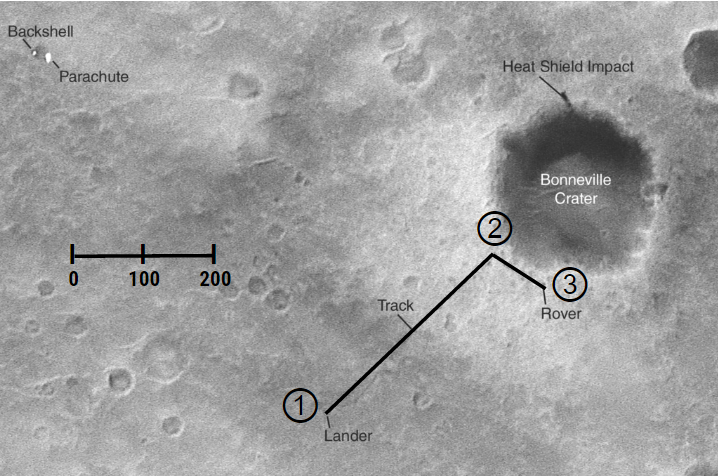 Backshell
Parachute
Heat Shield Impact
Bonneville
Crater
2
0 100 200
3
Track
Rover
1
Lander